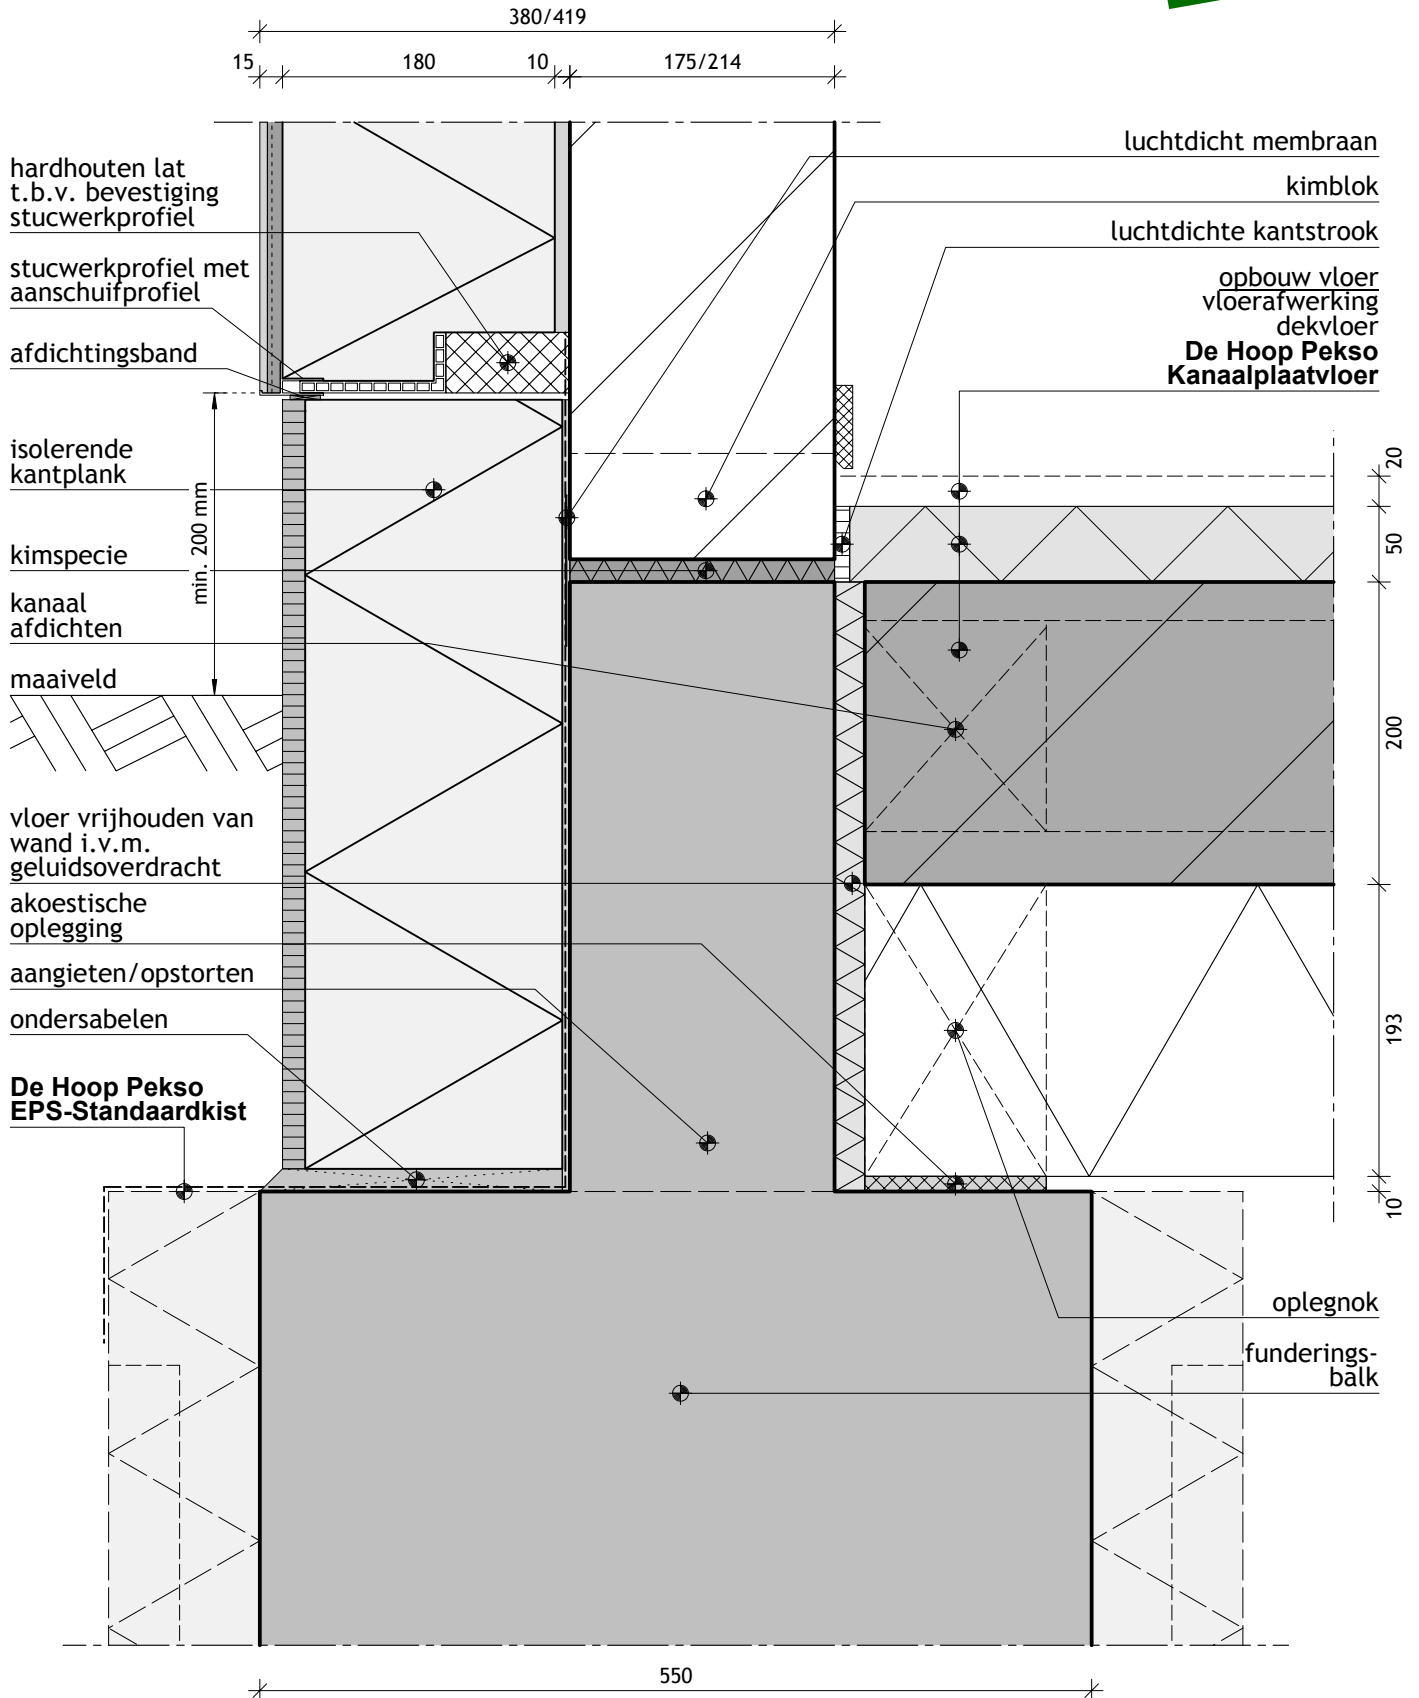 380/419
15
180
10
175/214
hardhouten lat
t.b.v. bevestiging
stucwerkprofiel
stucwerkprofiel met
aanschuifprofiel
afdichtingsband
isolerende
kantplank
min. 200 mm
kimspecie
kanaal
afdichten
maaiveld
vloer vrijhouden van
wand i.v.m.
geluidsoverdracht
akoestische
oplegging
aangieten/opstorten
ondersabelen
De Hoop Pekso
EPS-Standaardkist
luchtdicht membraan
kimblok
luchtdichte kantstrook
opbouw vloer
vloerafwerking
dekvloer
De Hoop Pekso
Kanaalplaatvloer
20
50
200
193
10
oplegnok
funderings-
balk
550